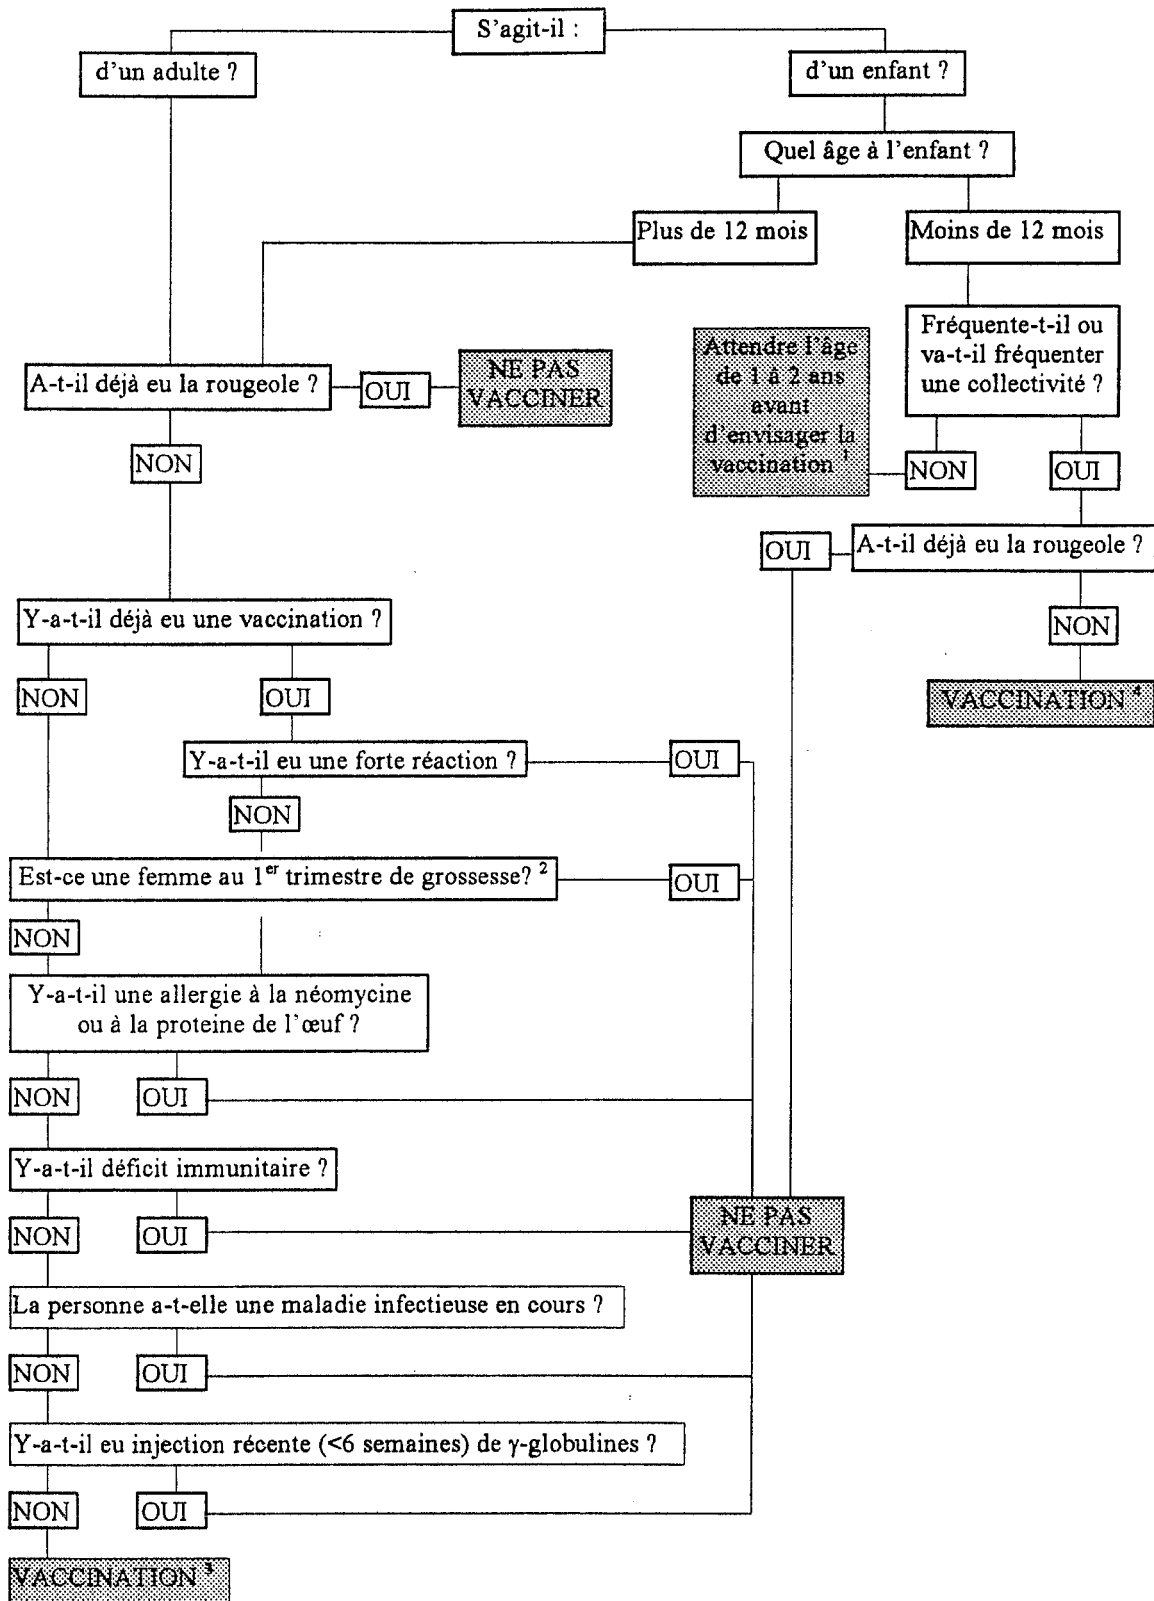 S'agit-il :
d'un adulte ?
d'un enfant ?
Quel âge à l'enfant ?
Plus de 12 mois
Moins de 12 mois
Fréquente-t-il ou
va-t-il fréquenter
une collectivité ?
Attendre l'âge
de 1 à 2 ans
avant
d'envisager la
vaccination 1
A-t-il déjà eu la rougeole ?
OUI
NE PAS
VACCINER
NON
NON
OUI
OUI
A-t-il déjà eu la rougeole ?
Y-a-t-il déjà eu une vaccination ?
NON
NON
OUI
VACCINATION 4
Y-a-t-il eu une forte réaction ?
OUI
NON
Est-ce une femme au 1er trimestre de grossesse? 2
OUI
NON
Y-a-t-il une allergie à la néomycine
ou à la proteine de l'œuf ?
NON
OUI
Y-a-t-il déficit immunitaire ?
NON
OUI
NE PAS
VACCINER
La personne a-t-elle une maladie infectieuse en cours ?
NON
OUI
Y-a-t-il eu injection récente (<6 semaines) de γ-globulines ?
NON
OUI
VACCINATION 3